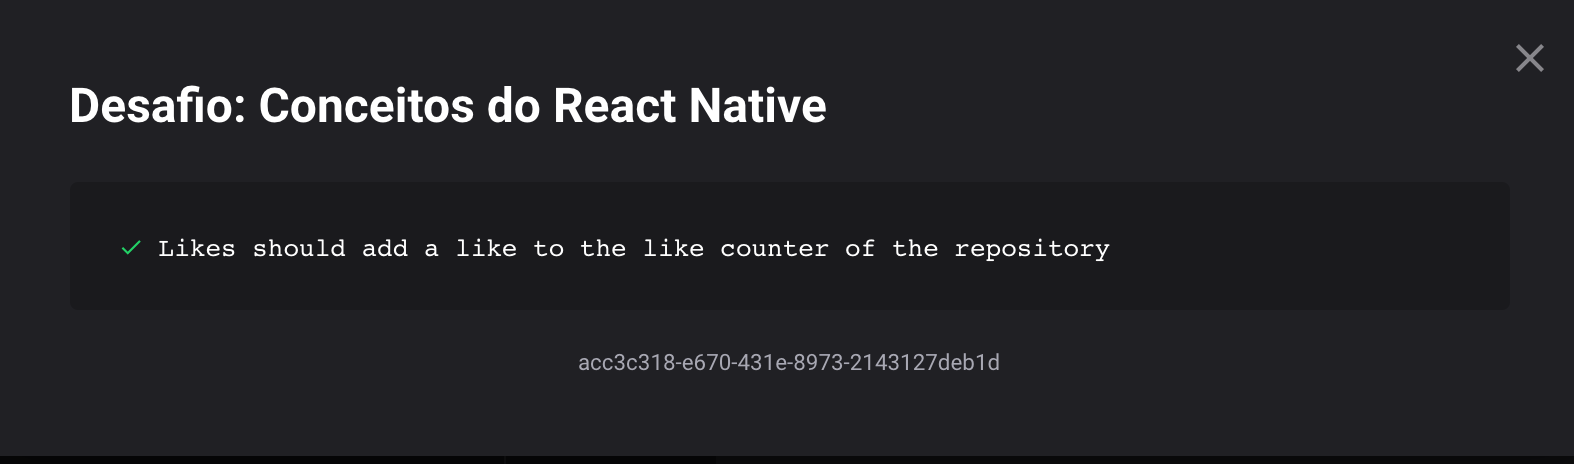 Desafio: Conceitos do React Native
Likes should add a like to the like counter of the repository
acc3c318-e670-431e-8973-2143127deb1d